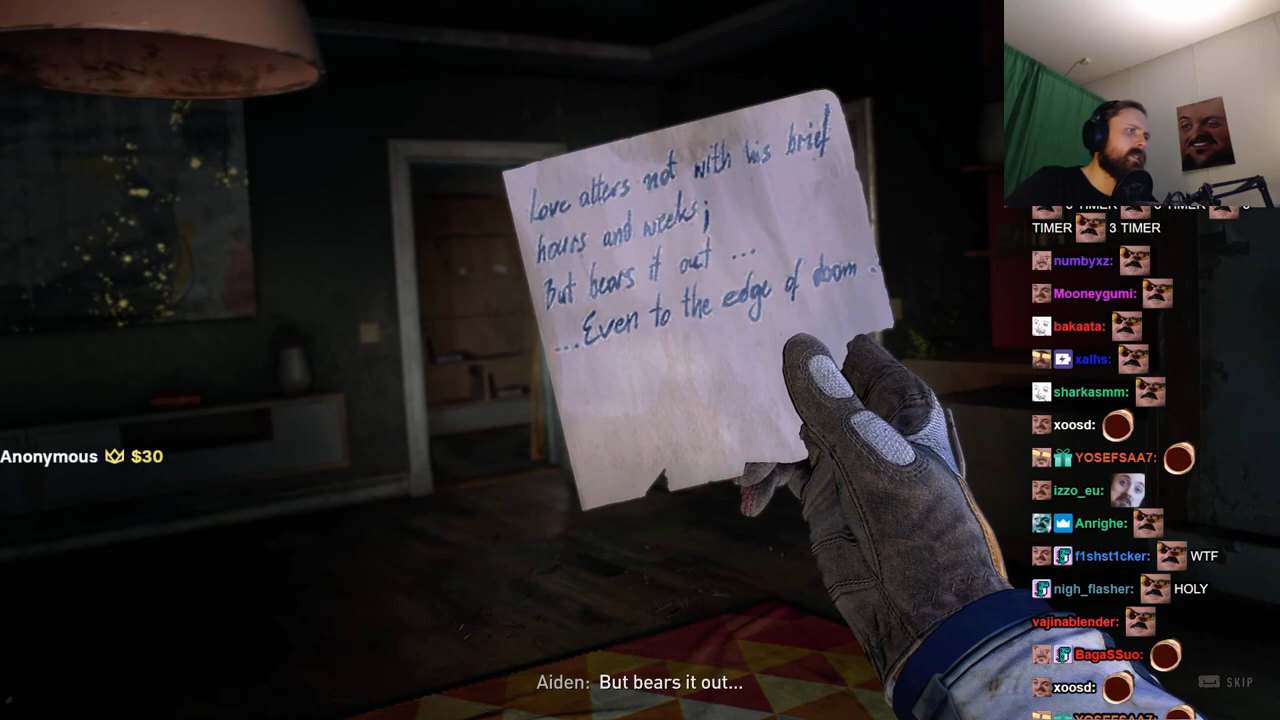 Love alters not with his brief
hours and weeks;
But bears it out ...
...Even to the edge of doom.
Anonymous $30
Aiden: But bears it out...
SKIP
TIMER 3 TIMER
numbyxz:
Mooneygumi:
bakaata:
xalhs:
sharkasmm:
xoosd:
YOSEFSAA7:
izzo_eu:
Anrighe:
f1shst1cker: WTF
nigh_flasher: HOLY
vajinablender:
BagaSSuo:
xoosd:
YOSEFSAA7: